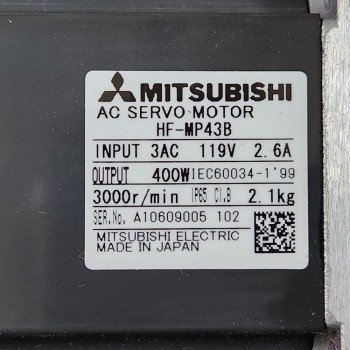 MITSUBISHI
AC SERVO MOTOR
HF-MP43B
INPUT 3AC 119V 2.6A
OUTPUT 400W IEC60034-1'99
3000r/min IP65 Cl.B 2.1kg
SER.No. A10609005 102
MITSUBISHI ELECTRIC
MADE IN JAPAN